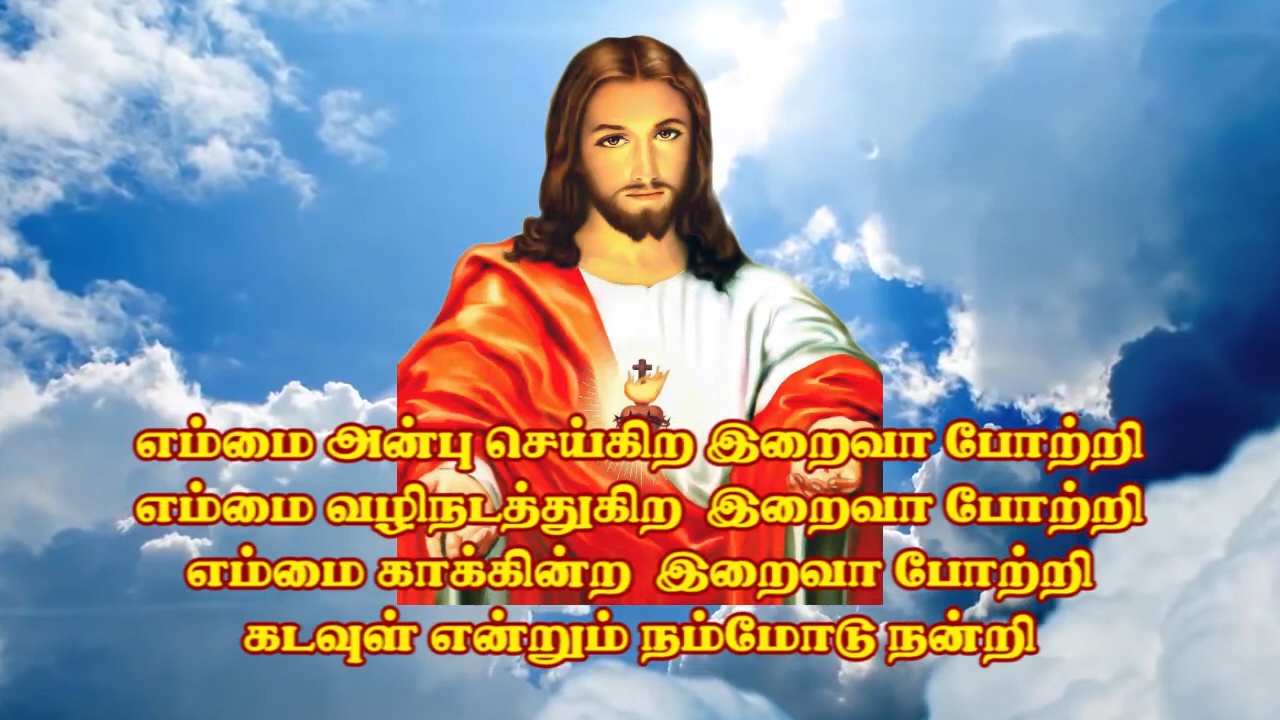 எம்மை அன்பு செய்கிற இறைவா போற்றி
எம்மை வழிநடத்துகிற இறைவா போற்றி
எம்மை காக்கின்ற இறைவா போற்றி
கடவுள் என்றும் நம்மோடு நன்றி